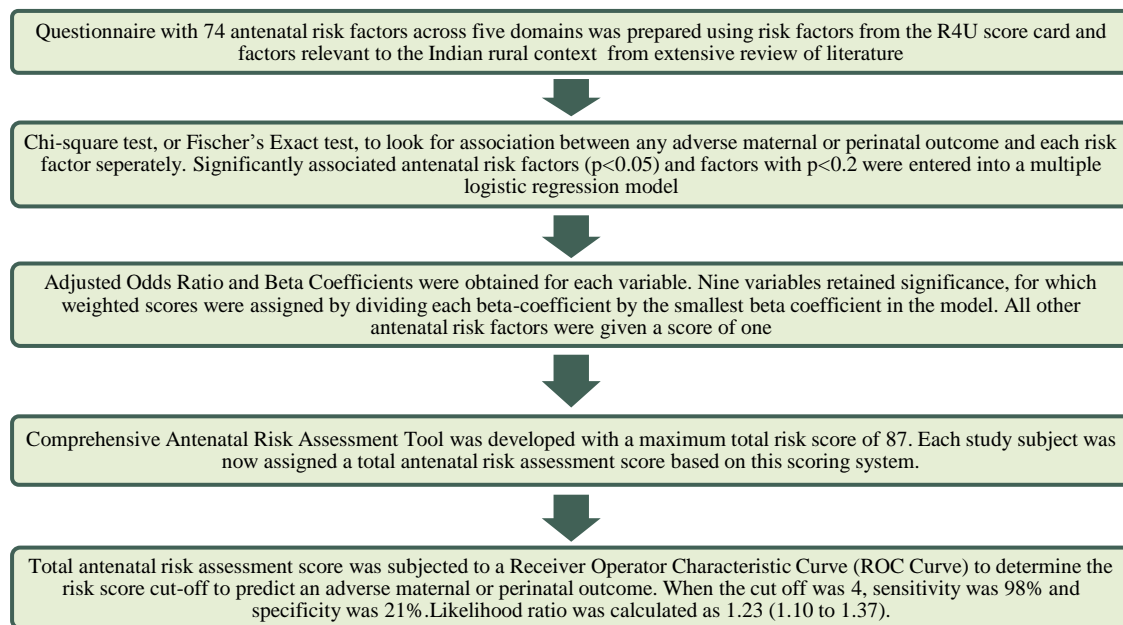 Questionnaire with 74 antenatal risk factors across five domains was prepared using risk factors from the R4U score card and
factors relevant to the Indian rural context from extensive review of literature
Chi-square test, or Fischer's Exact test, to look for association between any adverse maternal or perinatal outcome and each risk
factor seperately. Significantly associated antenatal risk factors (p<0.05) and factors with p<0.2 were entered into a multiple
logistic regression model
Adjusted Odds Ratio and Beta Coefficients were obtained for each variable. Nine variables retained significance, for which
weighted scores were assigned by dividing each beta-coefficient by the smallest beta coefficient in the model. All other
antenatal risk factors were given a score of one
Comprehensive Antenatal Risk Assessment Tool was developed with a maximum total risk score of 87. Each study subject was
now assigned a total antenatal risk assessment score based on this scoring system.
Total antenatal risk assessment score was subjected to a Receiver Operator Characteristic Curve (ROC Curve) to determine the
risk score cut-off to predict an adverse maternal or perinatal outcome. When the cut off was 4, sensitivity was 98% and
specificity was 21%.Likelihood ratio was calculated as 1.23 (1.10 to 1.37).